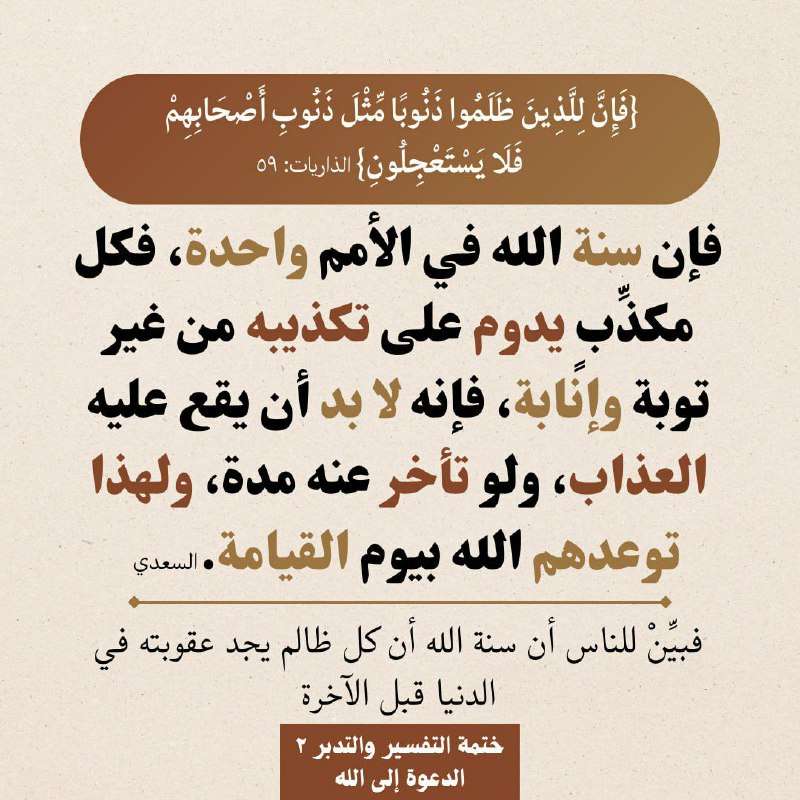 {فَإِنَّ لِلَّذِينَ ظَلَمُوا ذَنُوبًا مِّثْلَ ذَنُوبِ أَصْحَابِهِمْ
فَلَا يَسْتَعْجِلُونِ} الذاريات: ٥٩
فإن سنة الله في الأمم واحدة، فكل
مكذِّب يدوم على تكذيبه من غير
توبة وإنًابة، فإنه لا بد أن يقع عليه
العذاب، ولو تأخر عنه مدة، ولهذا
توعدهم الله بيوم القيامة. السعدي
فبيِّنْ للناس أن سنة الله أن كل ظالم يجد عقوبته في
الدنيا قبل الآخرة
ختمة التفسير والتدبر ٢
الدعوة إلى الله